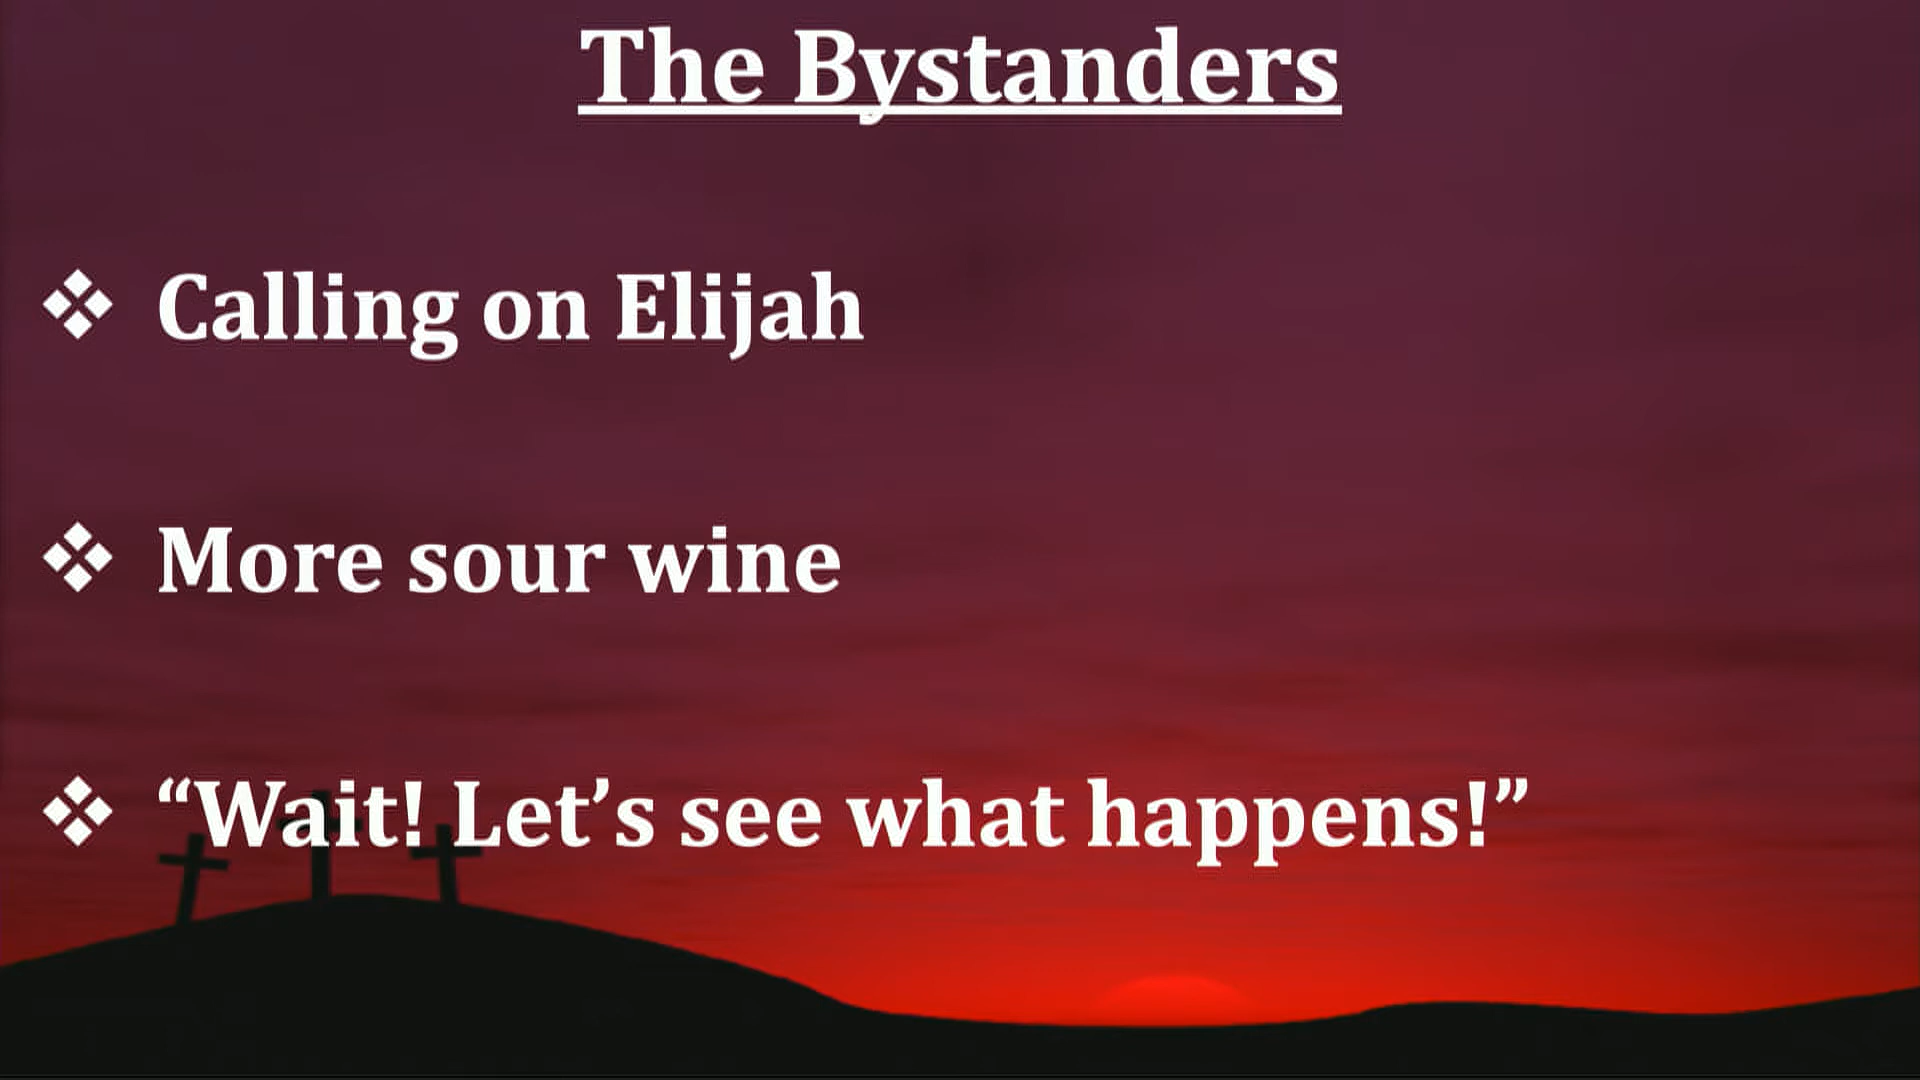 The Bystanders
❖ Calling on Elijah
❖ More sour wine
❖ “Wait! Let’s see what happens!”